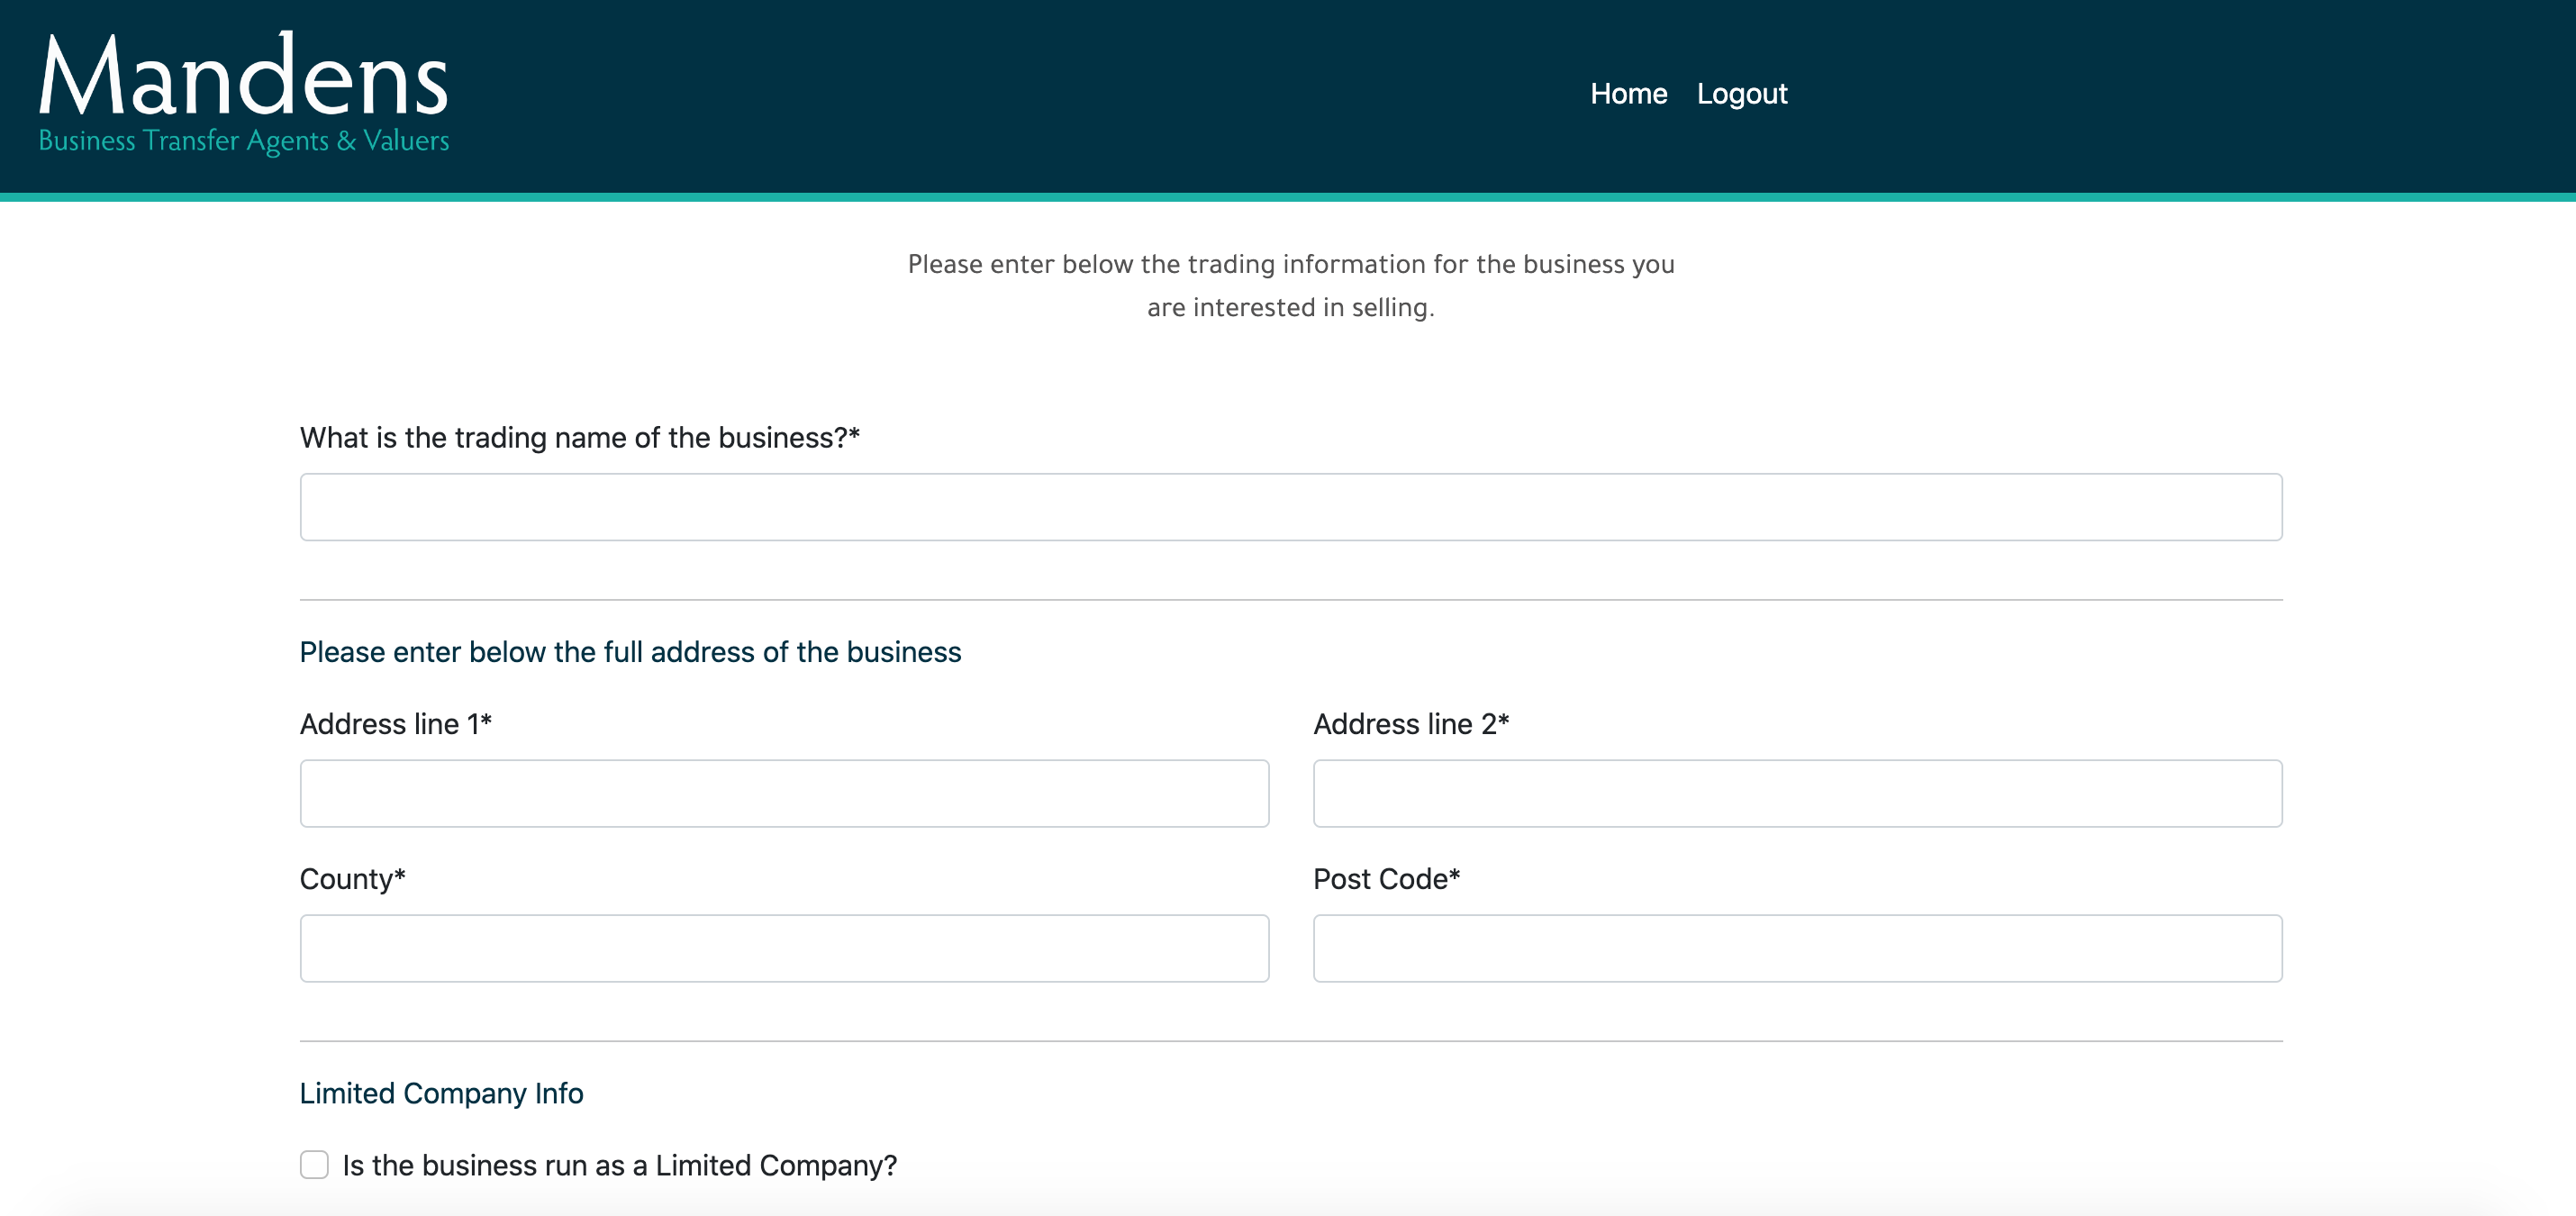 Mandens
Business Transfer Agents & Valuers
Home Logout
Please enter below the trading information for the business you
are interested in selling.
What is the trading name of the business?*
Please enter below the full address of the business
Address line 1* Address line 2*
County* Post Code*
Limited Company Info
Is the business run as a Limited Company?